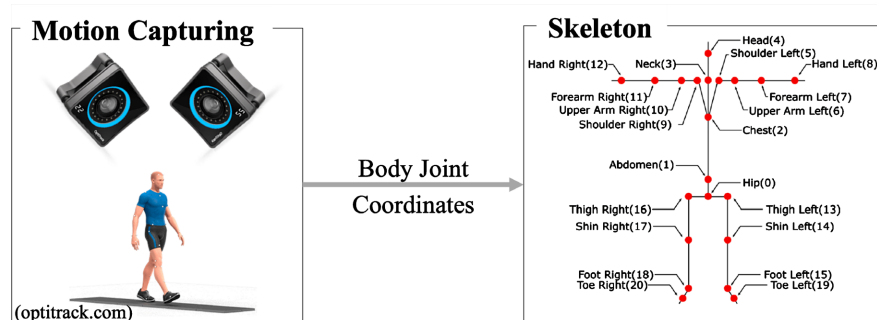 Motion Capturing
22
55
(optitrack.com)
Body Joint
Coordinates
Skeleton
Head(4)
Neck(3)
Shoulder Left(5)
Hand Right(12)
Hand Left(8)
Forearm Right(11)
Forearm Left(7)
Upper Arm Right(10)
Upper Arm Left(6)
Shoulder Right(9)
Chest(2)
Abdomen(1)
Hip(0)
Thigh Right(16)
Thigh Left(13)
Shin Right(17)
Shin Left(14)
Foot Right(18)
Foot Left(15)
Toe Right(20)
Toe Left(19)